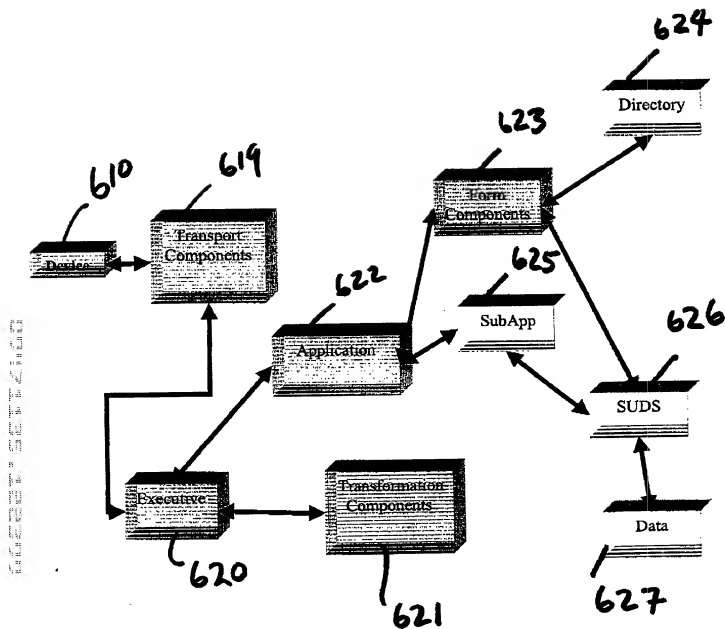 624
Directory
623
Form
Components
610
619
Device
Transport
Components
625
SubApp
622
Application
626
SUDS
Executive
Transformation
Components
Data
620
621
627